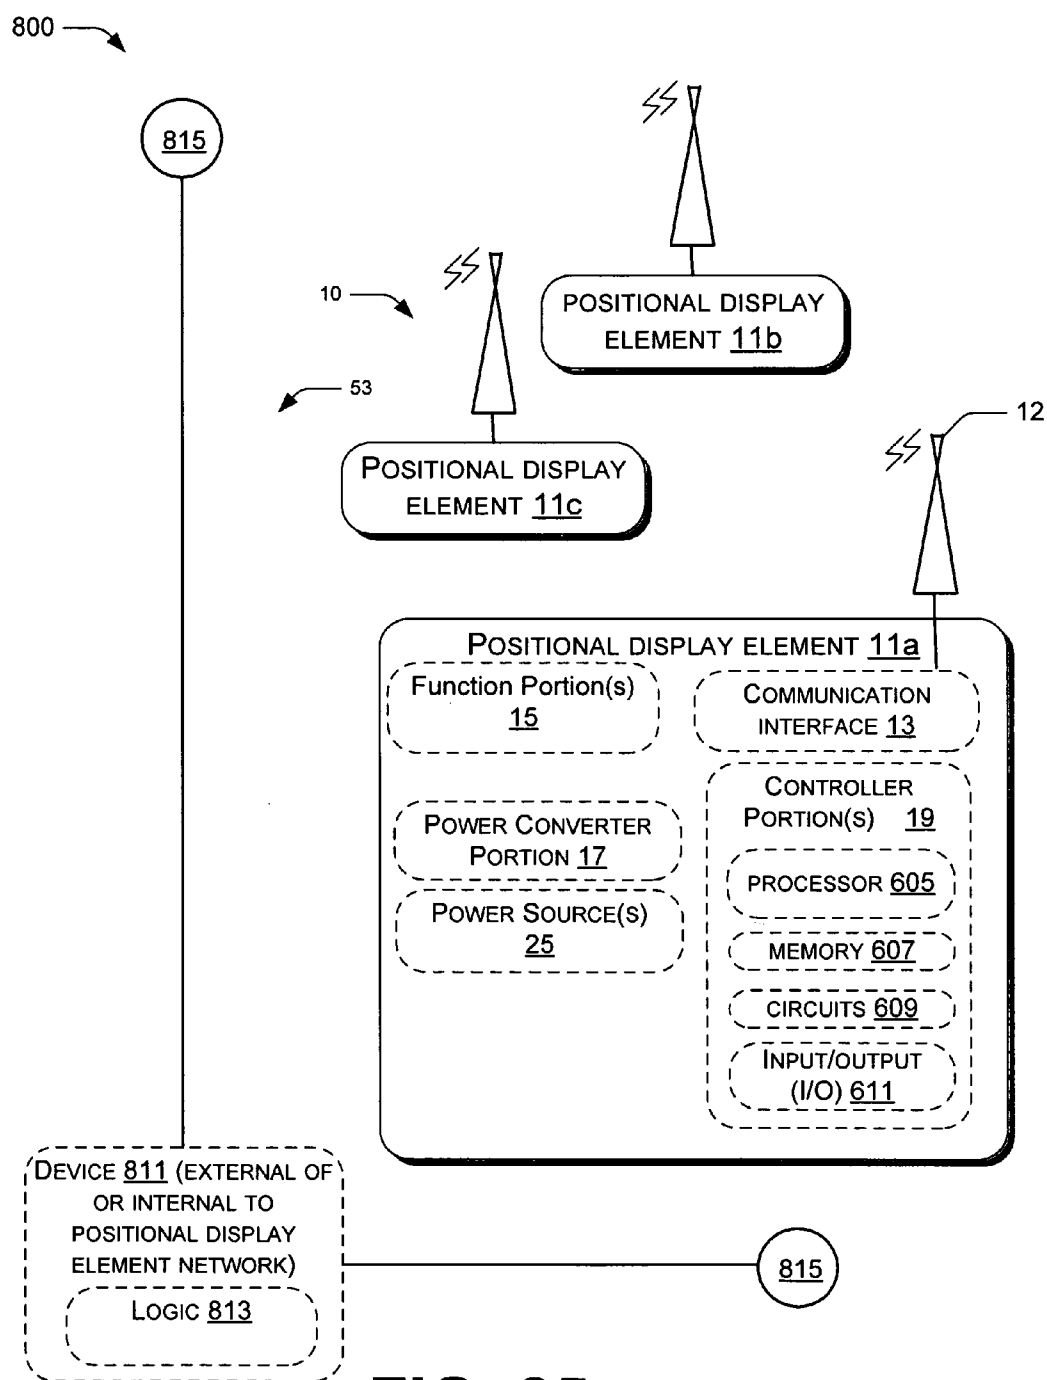 800
815
10
POSITIONAL DISPLAY
ELEMENT 11b
53
12
POSITIONAL DISPLAY
ELEMENT 11c
POSITIONAL DISPLAY ELEMENT 11a
Function Portion(s)
15
COMMUNICATION
INTERFACE 13
CONTROLLER
PORTION(S) 19
POWER CONVERTER
PORTION 17
PROCESSOR 605
POWER SOURCE(S)
25
MEMORY 607
CIRCUITS 609
INPUT/OUTPUT
(I/O) 611
DEVICE 811 (EXTERNAL OF
OR INTERNAL TO
POSITIONAL DISPLAY
ELEMENT NETWORK)
LOGIC 813
815